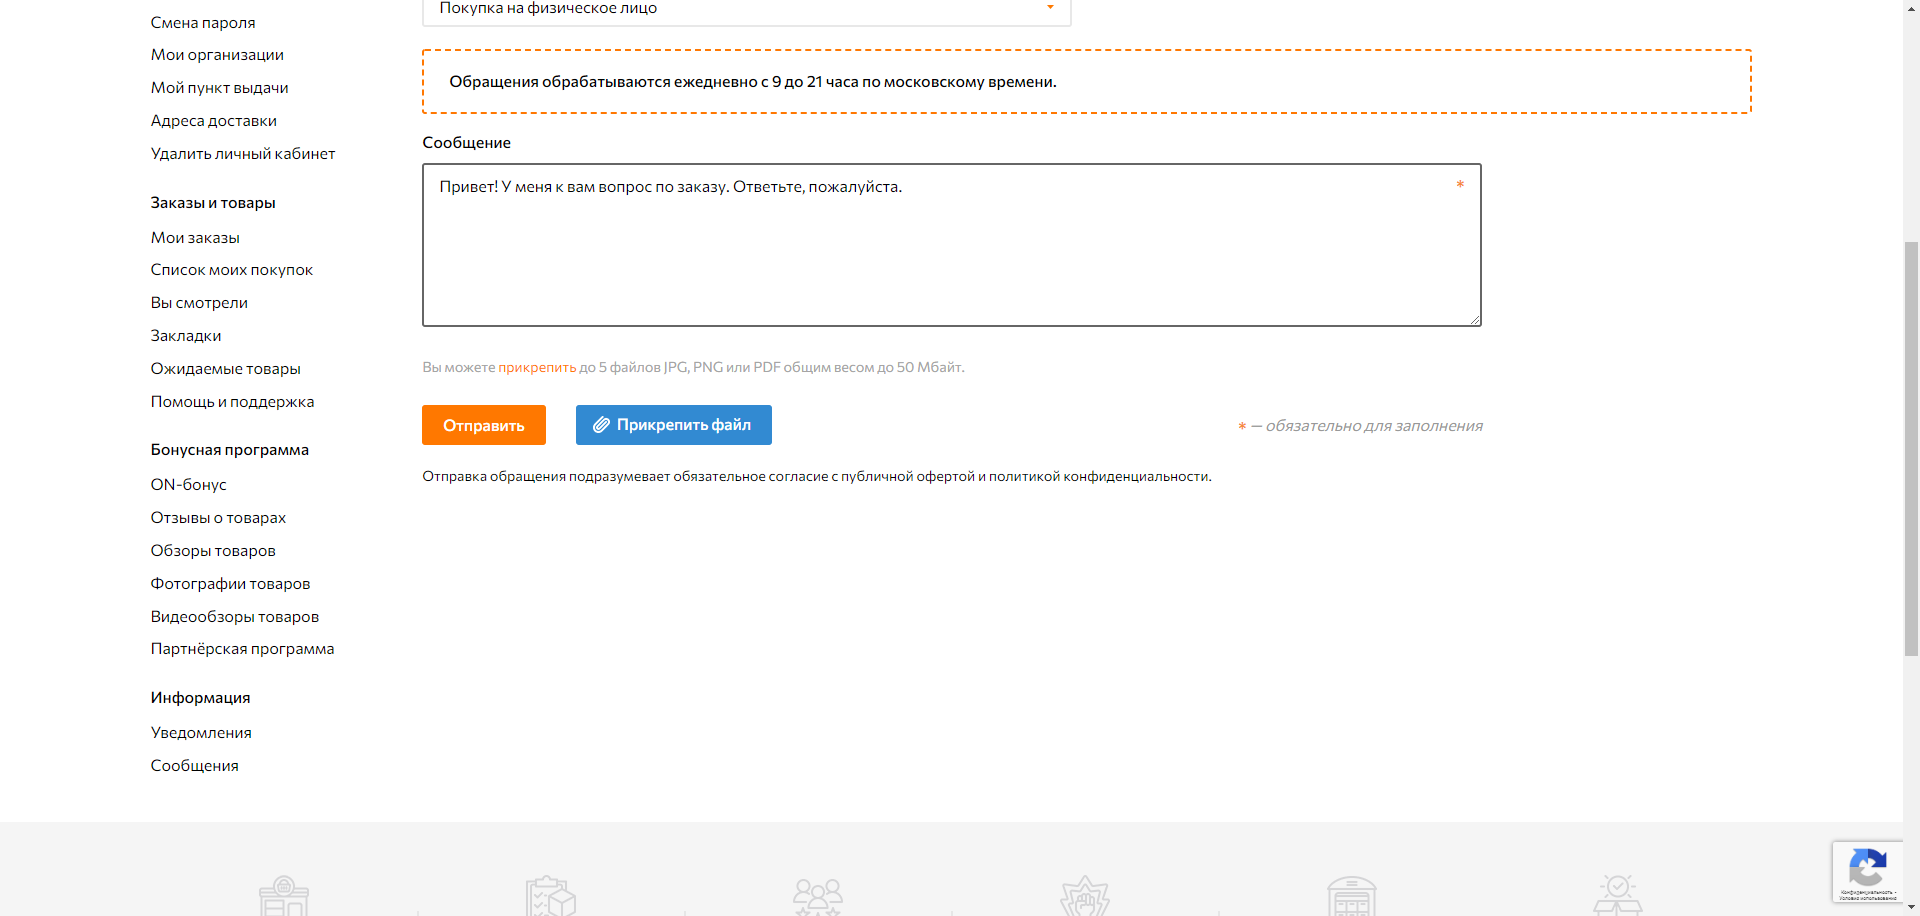 Смена пароля
Мои организации
Мой пункт выдачи
Адреса доставки
Удалить личный кабинет
Заказы и товары
Мои заказы
Список моих покупок
Вы смотрели
Закладки
Ожидаемые товары
Помощь и поддержка
Бонусная программа
ON-бонус
Отзывы о товарах
Обзоры товаров
Фотографии товаров
Видеообзоры товаров
Партнёрская программа
Информация
Уведомления
Сообщения
Покупка на физическое лицо
Обращения обрабатываются ежедневно с 9 до 21 часа по московскому времени.
Сообщение
Привет! У меня к вам вопрос по заказу. Ответьте, пожалуйста. *
Вы можете прикрепить до 5 файлов JPG, PNG или PDF общим весом до 50 Мбайт.
Отправить
Прикрепить файл
* — обязательно для заполнения
Отправка обращения подразумевает обязательное согласие с публичной офертой и политикой конфиденциальности.
Конфиденциальность -
Условия использования